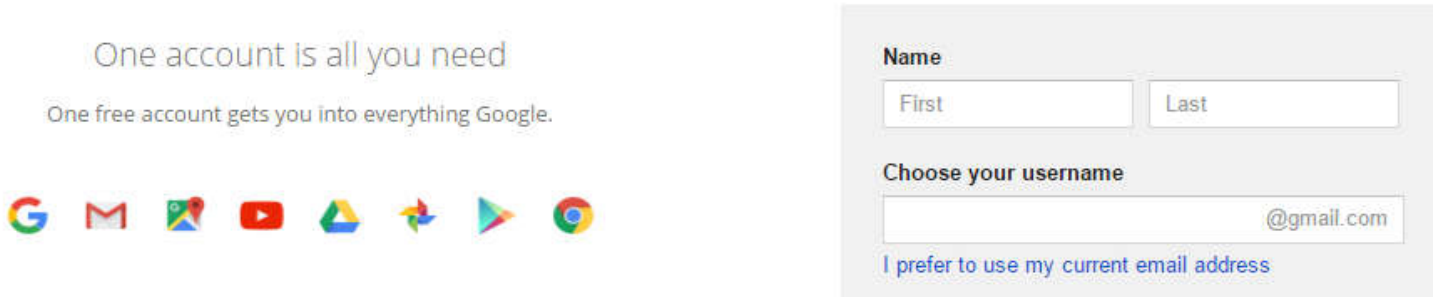 One account is all you need
One free account gets you into everything Google.
Name
First
Last
Choose your username
@gmail.com
I prefer to use my current email address